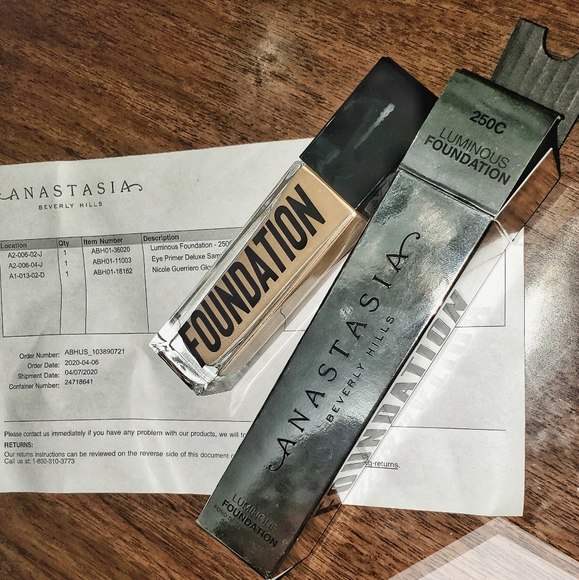 ANASTASIA
BEVERLY HILLS
Location Qty Item Number Description
A2-006-02-J 1 ABH01-36020 Luminous Foundation - 250
A2-006-04-J 1 ABH01-11003 Eye Primer Deluxe Sam
A1-013-02-D 1 ABH01-18162 Nicole Guerriero Glo
Order Number: ABHUS_103890721
Order Date: 2020-04-06
Shipment Date: 04/07/2020
Container Number: 24718641
Please contact us immediately if you have any problem with our products, we will
RETURNS:
Our returns instructions can be reviewed on the reverse side of this document
-returns.
Call us at: 1-800-310-3773
FOUNDATION
250C
LUMINOUS
FOUNDATION
ANASTASIA
BEVERLY HILLS
LUMINOUS
FOUNDATION
FOUNDATION